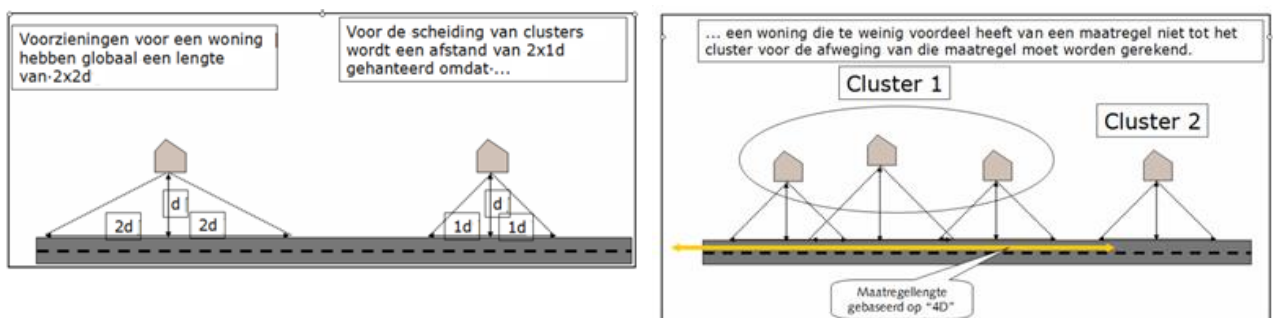 Voorzieningen voor een woning
hebben globaal een lengte
van·2x2d
Voor de scheiding van clusters
wordt een afstand van 2x1d
gehanteerd omdat·...
d
2d
2d
d
1d
1d
... een woning die te weinig voordeel heeft van een maatregel niet tot het
cluster voor de afweging van die maatregel moet worden gerekend.
Cluster 1
Cluster 2
Maatregellengte
gebaseerd op "4D"